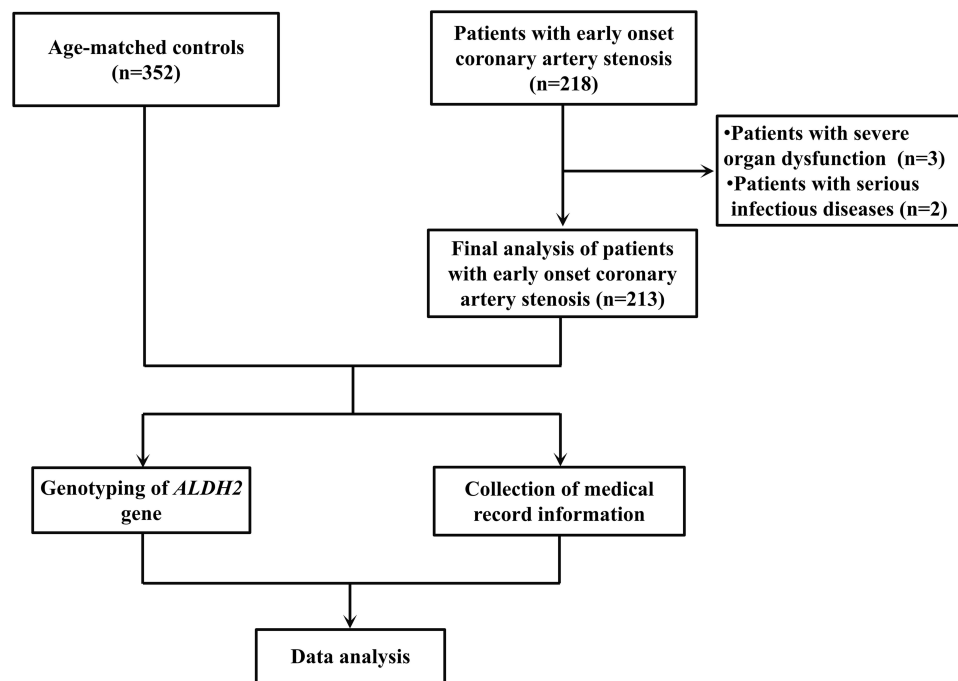 Age-matched controls
(n=352)
Patients with early onset
coronary artery stenosis
(n=218)
•Patients with severe
organ dysfunction (n=3)
•Patients with serious
infectious diseases (n=2)
Final analysis of patients
with early onset coronary
artery stenosis (n=213)
Genotyping of ALDH2
gene
Collection of medical
record information
Data analysis